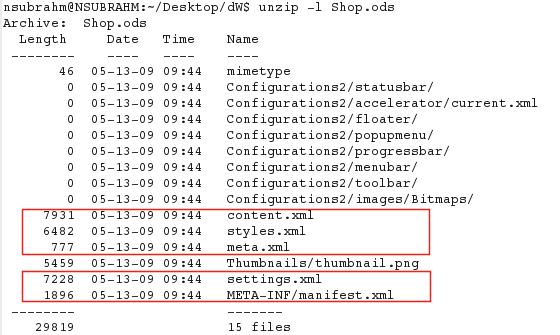 nsubrahm@NSUBRAHM:~/Desktop/dW$ unzip -l Shop.ods
Archive:  Shop.ods
  Length     Date   Time    Name
 --------    ----   ----    ----
       46  05-13-09 09:44   mimetype
        0  05-13-09 09:44   Configurations2/statusbar/
        0  05-13-09 09:44   Configurations2/accelerator/current.xml
        0  05-13-09 09:44   Configurations2/floater/
        0  05-13-09 09:44   Configurations2/popupmenu/
        0  05-13-09 09:44   Configurations2/progressbar/
        0  05-13-09 09:44   Configurations2/menubar/
        0  05-13-09 09:44   Configurations2/toolbar/
        0  05-13-09 09:44   Configurations2/images/Bitmaps/
     7931  05-13-09 09:44   content.xml
     6482  05-13-09 09:44   styles.xml
      777  05-13-09 09:44   meta.xml
     5459  05-13-09 09:44   Thumbnails/thumbnail.png
     7228  05-13-09 09:44   settings.xml
     1896  05-13-09 09:44   META-INF/manifest.xml
 --------                   -------
    29819                   15 files